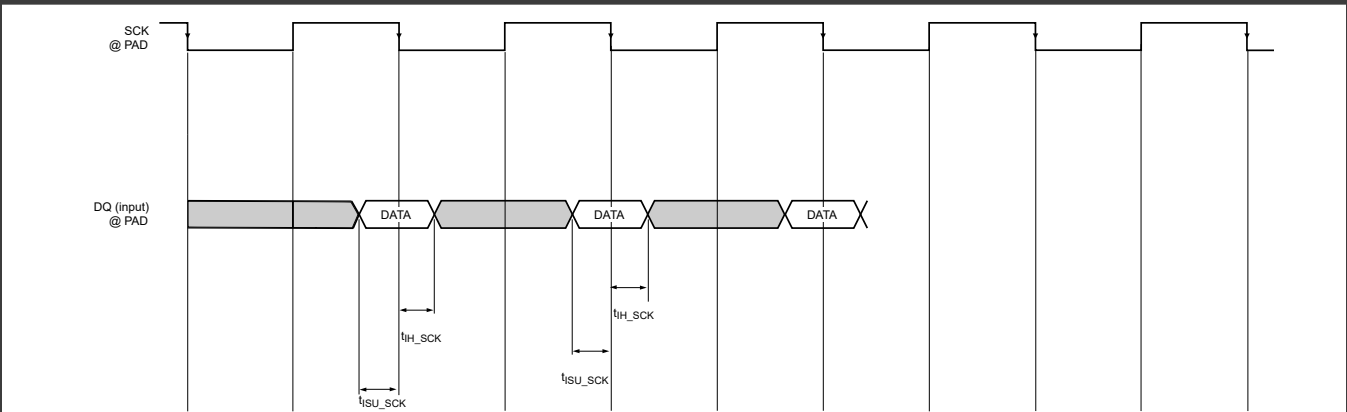 SCK
@ PAD
DQ (input)
@ PAD
DATA DATA DATA
tIH_SCK
tIH_SCK
tISU_SCK
tISU_SCK